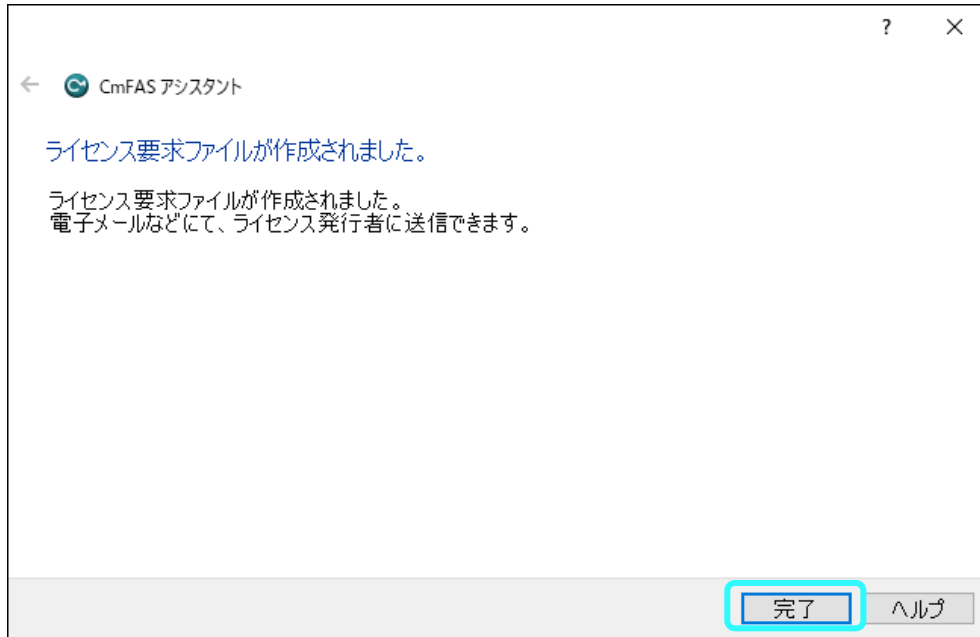 CmFAS アシスタント
ライセンス要求ファイルが作成されました。
ライセンス要求ファイルが作成されました。
電子メールなどにて、ライセンス発行者に送信できます。
完了
ヘルプ